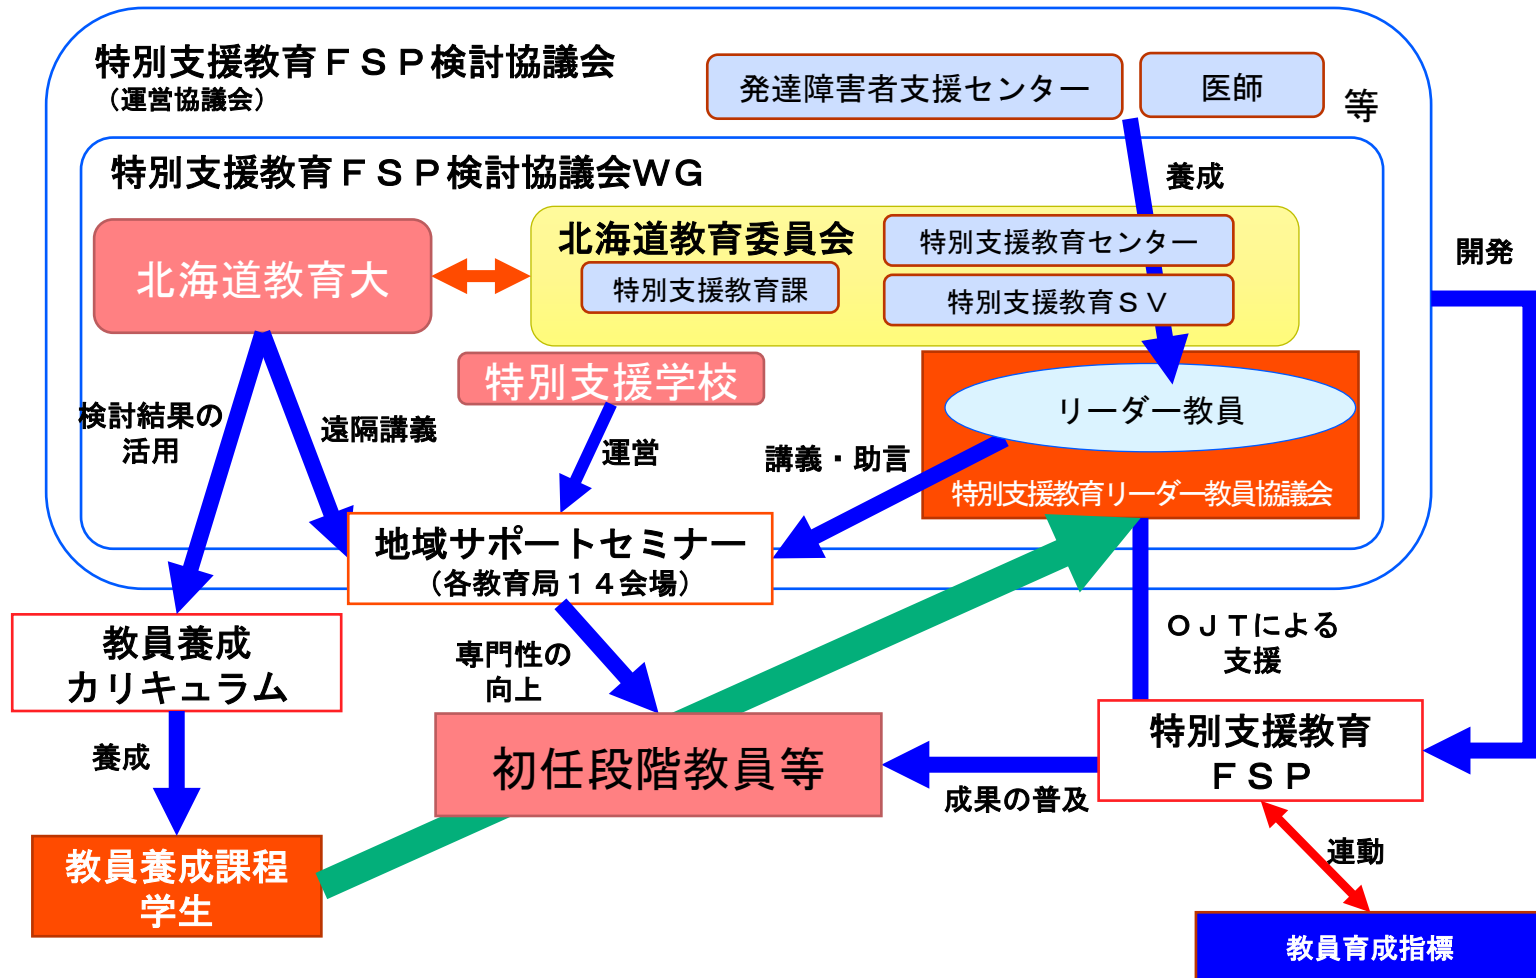 特別支援教育ＦＳＰ検討協議会
（運営協議会）
発達障害者支援センター
医師
等
特別支援教育ＦＳＰ検討協議会ＷＧ
養成
北海道教育大
北海道教育委員会
特別支援教育センター
特別支援教育課
特別支援教育ＳＶ
開発
特別支援学校
リーダー教員
検討結果の
活用
遠隔講義
運営
講義・助言
特別支援教育リーダー教員協議会
地域サポートセミナー
（各教育局１４会場）
教員養成
カリキュラム
専門性の
向上
ＯＪＴによる
支援
養成
初任段階教員等
特別支援教育
ＦＳＰ
成果の普及
教員養成課程
学生
連動
教員育成指標